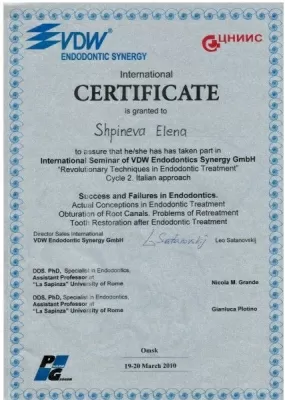 VDW®
ENDODONTIC SYNERGY
ЦНИИС
International
CERTIFICATE
is granted to
Shpineva Elena
to assure that he/she has has taken part in
International Seminar of VDW Endodontics Synergy GmbH
"Revolutionary Techniques in Endodontic Treatment"
Cycle 2. Italian approach
Success and Failures in Endodontics.
Actual Conceptions in Endodontic Treatment
Obturation of Root Canals. Problems of Retreatment
Tooth Restoration after Endodontic Treatment
Director Sales International
VDW Endodontic Synergy GmbH
L. Satanovskij
Leo Satanovskij
DDS, PhD, Specialist in Endodontics,
Assistant Professor at
"La Sapinza" University of Rome
Nicola M. Grande
DDS, PhD, Specialist in Endodontics,
Assistant Professor at
"La Sapinza" University of Rome
Gianluca Plotino
Omsk
19-20 March 2010